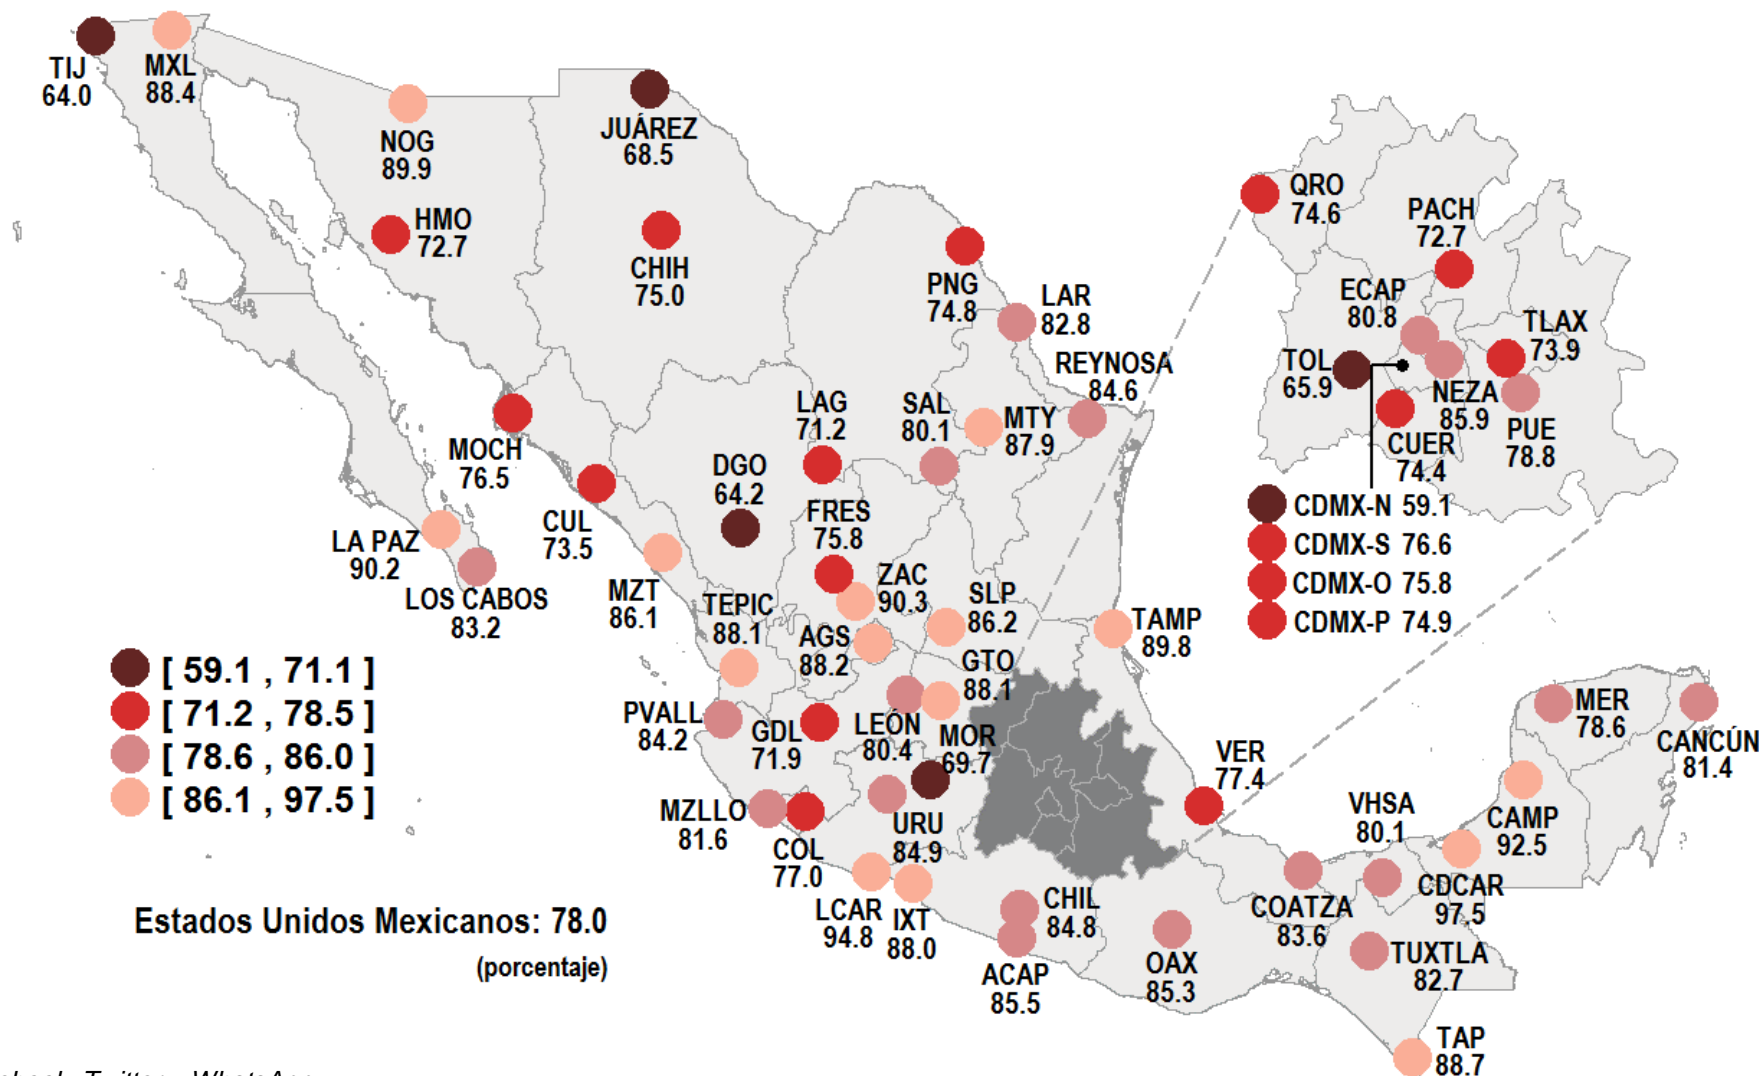 TIJ
64.0
MXL
88.4
NOG
89.9
JUÁREZ
68.5
HMO
72.7
CHIH
75.0
PNG
74.8
LAR
82.8
REYNOSA
84.6
QRO
74.6
PACH
72.7
ECAP
80.8
TLAX
73.9
TOL
65.9
NEZA
85.9
CUER
74.4
PUE
78.8
CDMX-N 59.1
CDMX-S 76.6
CDMX-O 75.8
CDMX-P 74.9
MOCH
76.5
LAG
71.2
SAL
80.1
MTY
87.9
DGO
64.2
FRES
75.8
CUL
73.5
LA PAZ
90.2
LOS CABOS
83.2
MZT
86.1
TEPIC
88.1
ZAC
90.3
AGS
88.2
SLP
86.2
TAMP
89.8
GTO
88.1
[ 59.1 , 71.1 ]
[ 71.2 , 78.5 ]
[ 78.6 , 86.0 ]
[ 86.1 , 97.5 ]
PVALL
84.2
GDL
71.9
LEÓN
80.4
MOR
69.7
VER
77.4
MER
78.6
CANCÚN
81.4
MZLLO
81.6
COL
77.0
URU
84.9
VHSA
80.1
CAMP
92.5
LCAR
94.8
IXT
88.0
CHIL
84.8
ACAP
85.5
OAX
85.3
COATZA
83.6
CDCAR
97.5
TUXTLA
82.7
TAP
88.7
Estados Unidos Mexicanos: 78.0
(porcentaje)